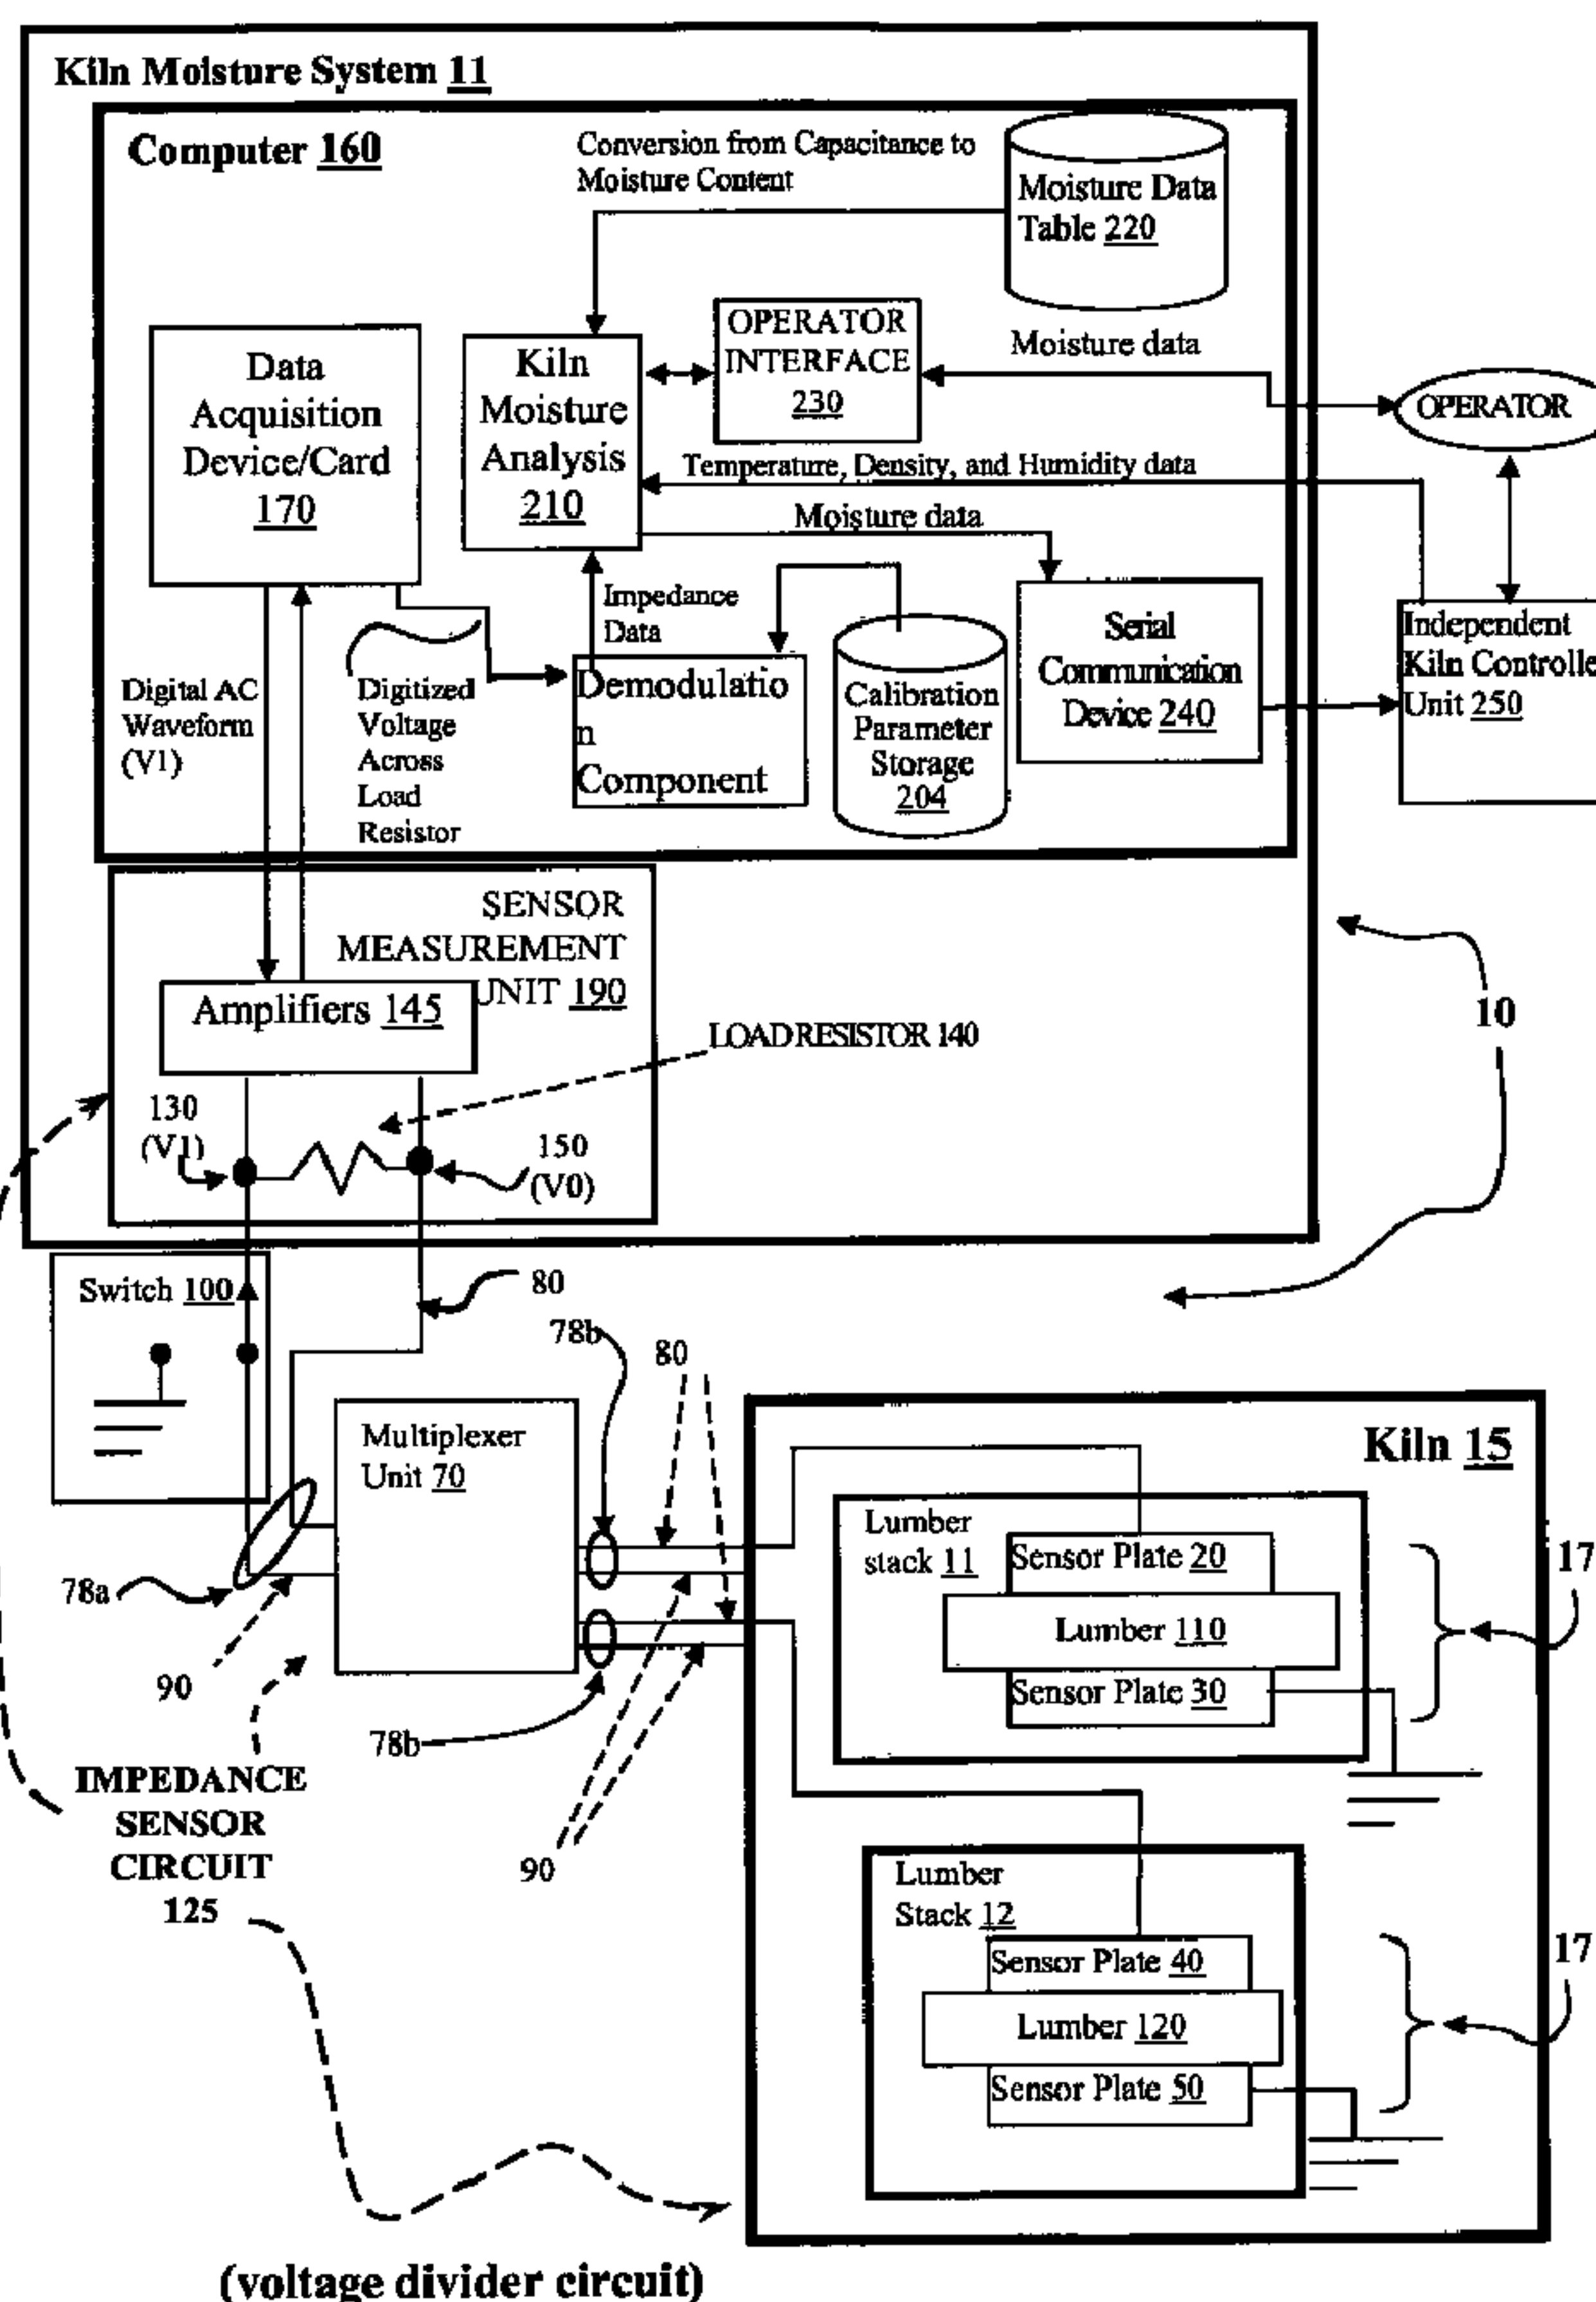 Kiln Moisture System 11
Computer 160
Conversion from Capacitance to
Moisture Content
Moisture Data
Table 220
Data
Acquisition
Device/Card
170
Kiln
Moisture
Analysis
210
OPERATOR
INTERFACE
230
Moisture data
OPERATOR
Temperature, Density, and Humidity data
Moisture data
Impedance
Data
Digital AC
Waveform
(V1)
Digitized
Voltage
Across
Load
Resistor
Demodulatio
n
Component
Calibration
Parameter
Storage
204
Serial
Communication
Device 240
Independent
Kiln Controlle
Unit 250
SENSOR
MEASUREMENT
UNIT 190
Amplifiers 145
LOAD RESISTOR 140
10
130
(V1)
150
(V0)
Switch 100
80
78b
80
Multiplexer
Unit 70
78a
90
78b
90
Kiln 15
Lumber
stack 11
Sensor Plate 20
Lumber 110
Sensor Plate 30
17
IMPEDANCE
SENSOR
CIRCUIT
125
Lumber
Stack 12
Sensor Plate 40
Lumber 120
Sensor Plate 50
17
(voltage divider circuit)